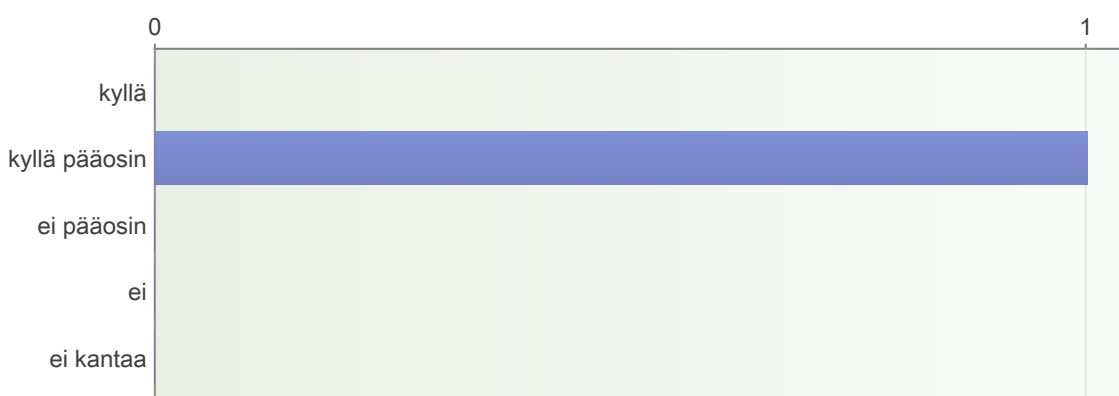 0 1
kyllä
kyllä pääosin
ei pääosin
ei
ei kantaa